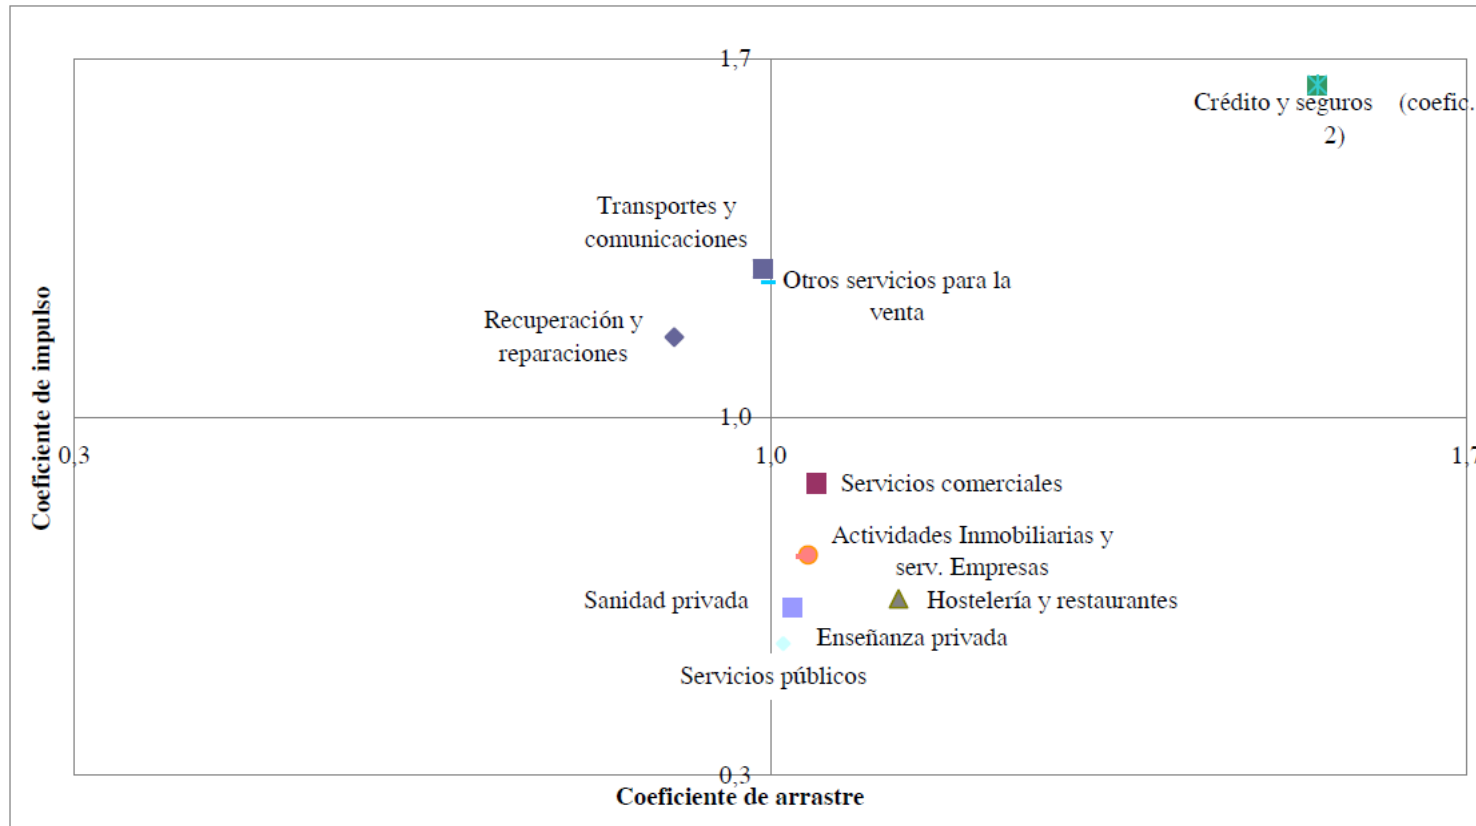 1,7
Crédito y seguros (coefic.
2)
Transportes y
comunicaciones
Otros servicios para la
venta
Recuperación y
reparaciones
Coeficiente de impulso
1,0
0,3
1,0
1,7
Servicios comerciales
Actividades Inmobiliarias y
serv. Empresas
Sanidad privada
Hostelería y restaurantes
Enseñanza privada
Servicios públicos
0,3
Coeficiente de arrastre